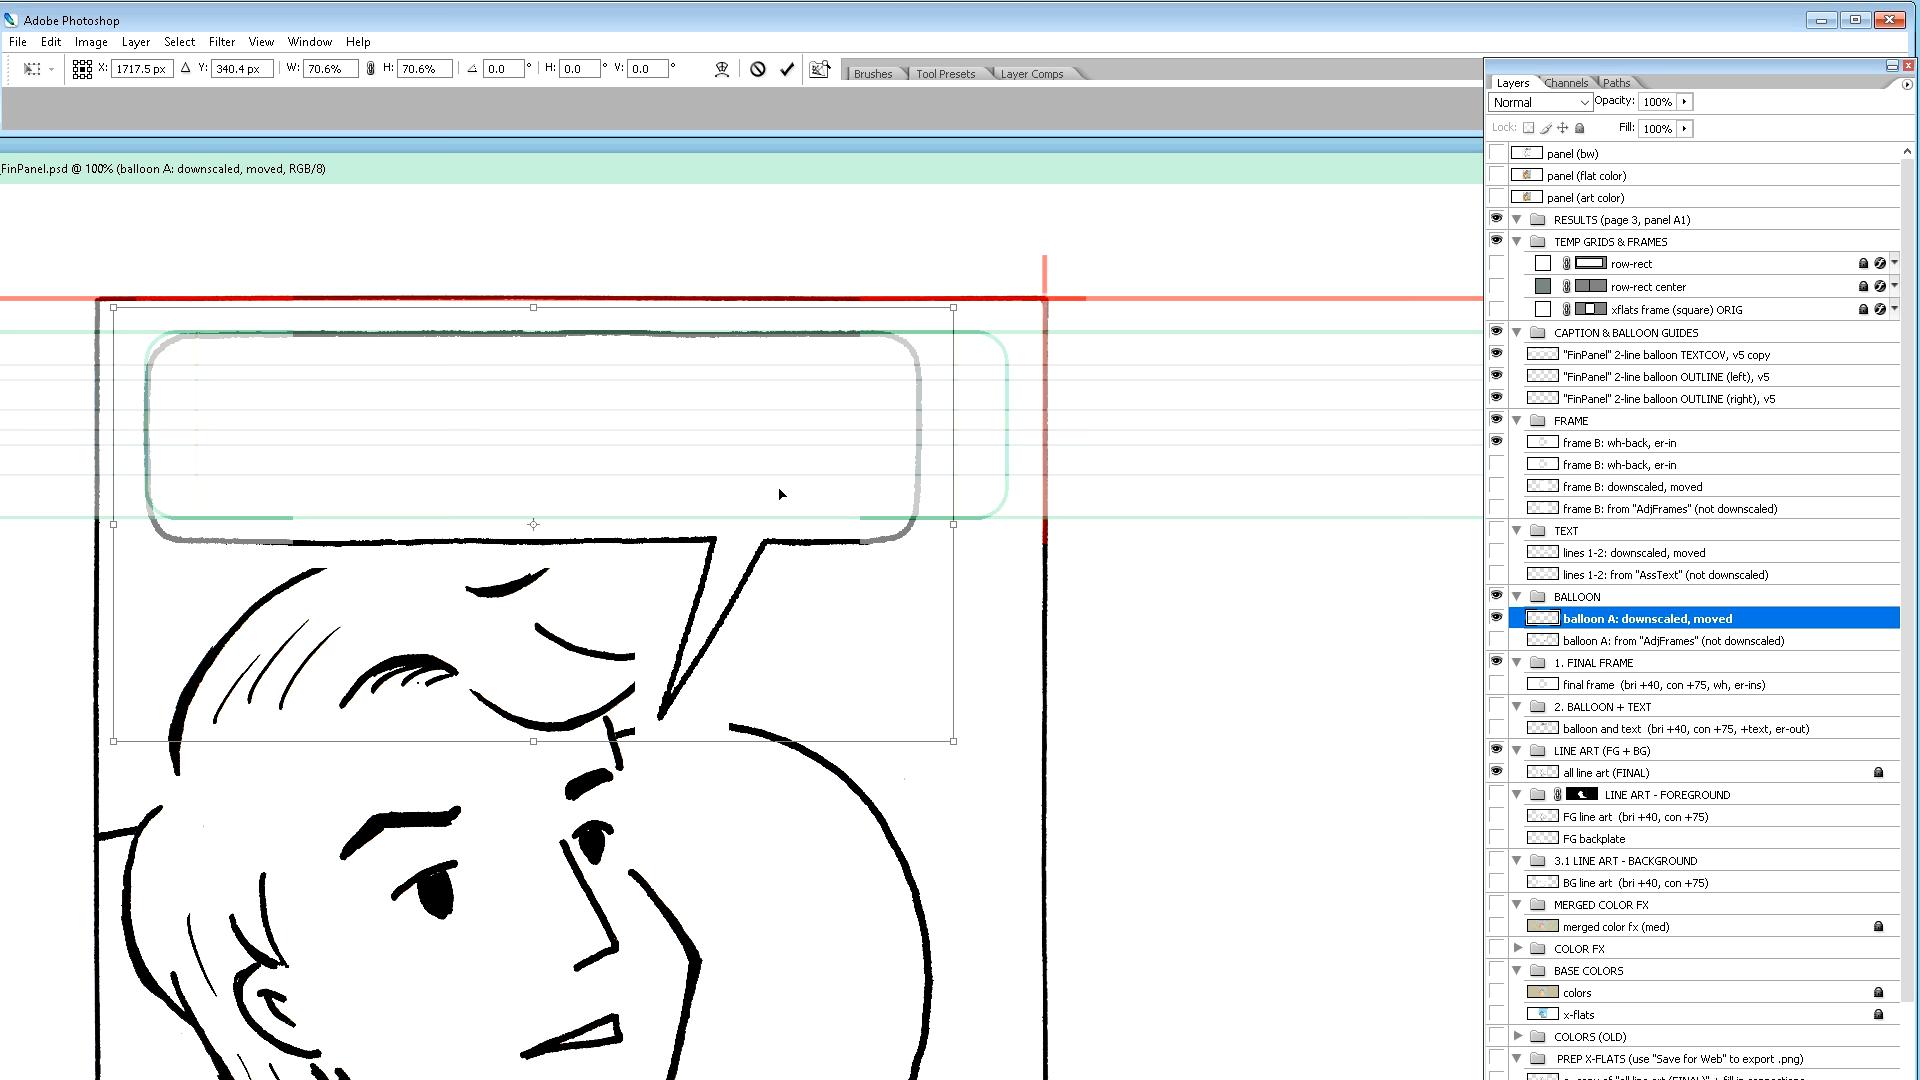 Adobe Photoshop
File Edit Image Layer Select Filter View Window Help
X: 1717.5 px Y: 340.4 px W: 70.6% H: 70.6% 0.0 ° H: 0.0 ° V: 0.0 °
Brushes Tool Presets Layer Comps
FinPanel.psd @ 100% (balloon A: downscaled, moved, RGB/8)
Layers Channels Paths
Normal Opacity: 100%
Lock: Fill: 100%
panel (bw)
panel (flat color)
panel (art color)
RESULTS (page 3, panel A1)
TEMP GRIDS & FRAMES
row-rect
row-rect center
xflats frame (square) ORIG
CAPTION & BALLOON GUIDES
"FinPanel" 2-line balloon TEXTCOV, v5 copy
"FinPanel" 2-line balloon OUTLINE (left), v5
"FinPanel" 2-line balloon OUTLINE (right), v5
FRAME
frame B: wh-back, er-in
frame B: wh-back, er-in
frame B: downscaled, moved
frame B: from "AdjFrames" (not downscaled)
TEXT
lines 1-2: downscaled, moved
lines 1-2: from "AssText" (not downscaled)
BALLOON
balloon A: downscaled, moved
balloon A: from "AdjFrames" (not downscaled)
1. FINAL FRAME
final frame (bri +40, con +75, wh, er-ins)
2. BALLOON + TEXT
balloon and text (bri +40, con +75, +text, er-out)
LINE ART (FG + BG)
all line art (FINAL)
LINE ART - FOREGROUND
FG line art (bri +40, con +75)
FG backplate
3.1 LINE ART - BACKGROUND
BG line art (bri +40, con +75)
MERGED COLOR FX
merged color fx (med)
COLOR FX
BASE COLORS
colors
x-flats
COLORS (OLD)
PREP X-FLATS (use "Save for Web" to export .png)